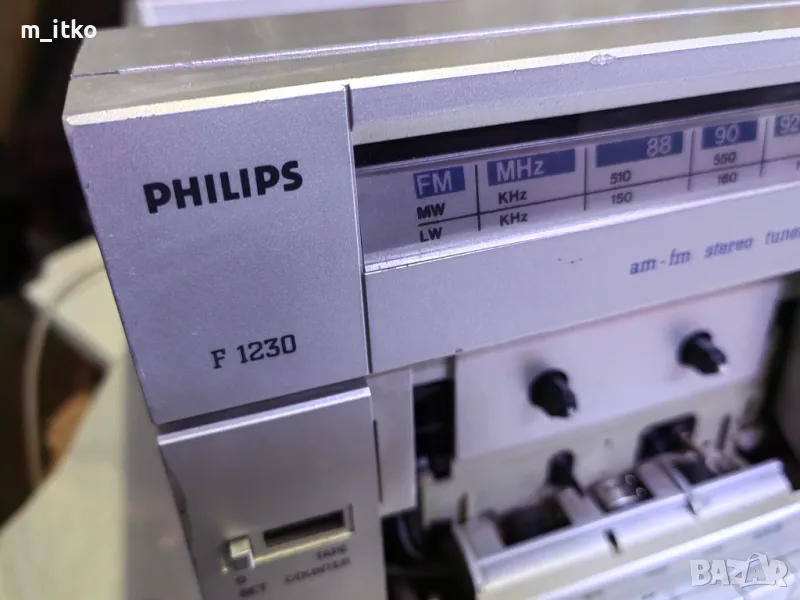 m_itko
PHILIPS
F 1230
FM MHz 88 90 92
MW KHz 510 550
LW KHz 150 160
am-fm stereo tuner
TAPE
0 SET COUNTER
BAZAR